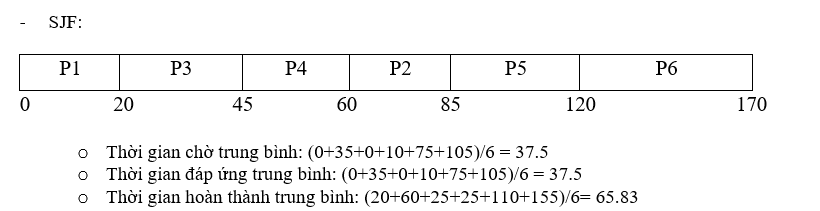 - SJF:
P1 P3 P4 P2 P5 P6
0 20 45 60 85 120 170
o Thời gian chờ trung bình: (0+35+0+10+75+105)/6 = 37.5
o Thời gian đáp ứng trung bình: (0+35+0+10+75+105)/6 = 37.5
o Thời gian hoàn thành trung bình: (20+60+25+25+110+155)/6= 65.83